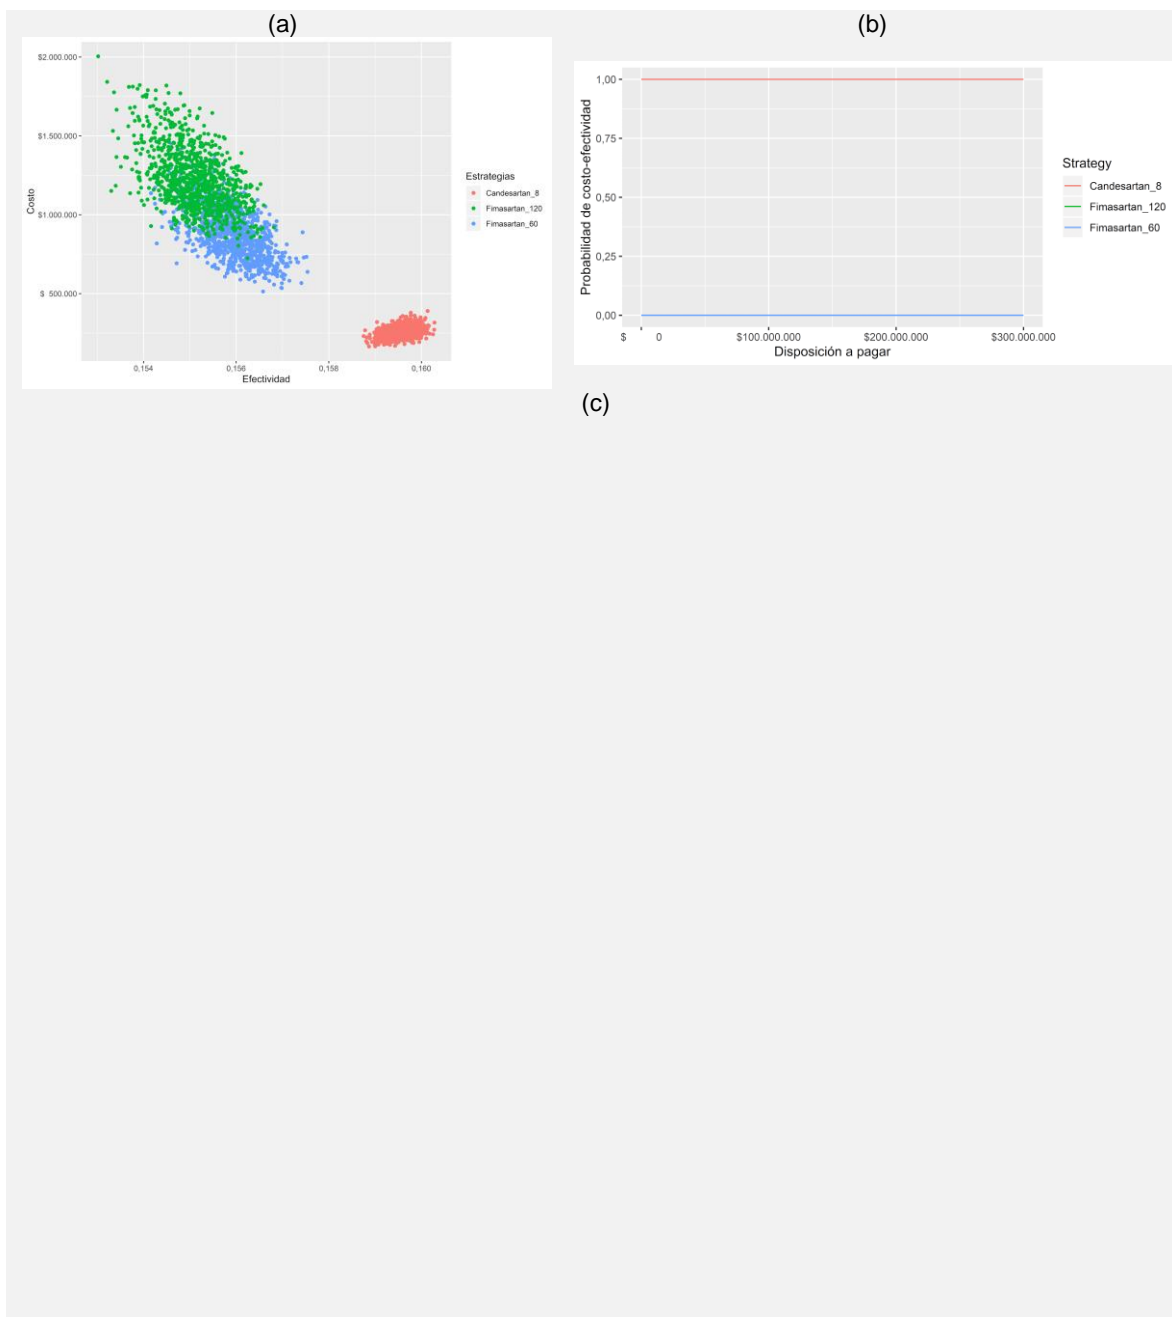 (a)
$2.000.000
$1.500.000
$1.000.000
$ 500.000
Costo
0,154 0,156 0,158 0,160
Efectividad
Estrategias
Candesartan_8
Fimasartan_120
Fimasartan_60
(b)
1,00
0,75
0,50
0,25
0,00
Probabilidad de costo-efectividad
$ 0 $100.000.000 $200.000.000 $300.000.000
Disposición a pagar
Strategy
Candesartan_8
Fimasartan_120
Fimasartan_60
(c)